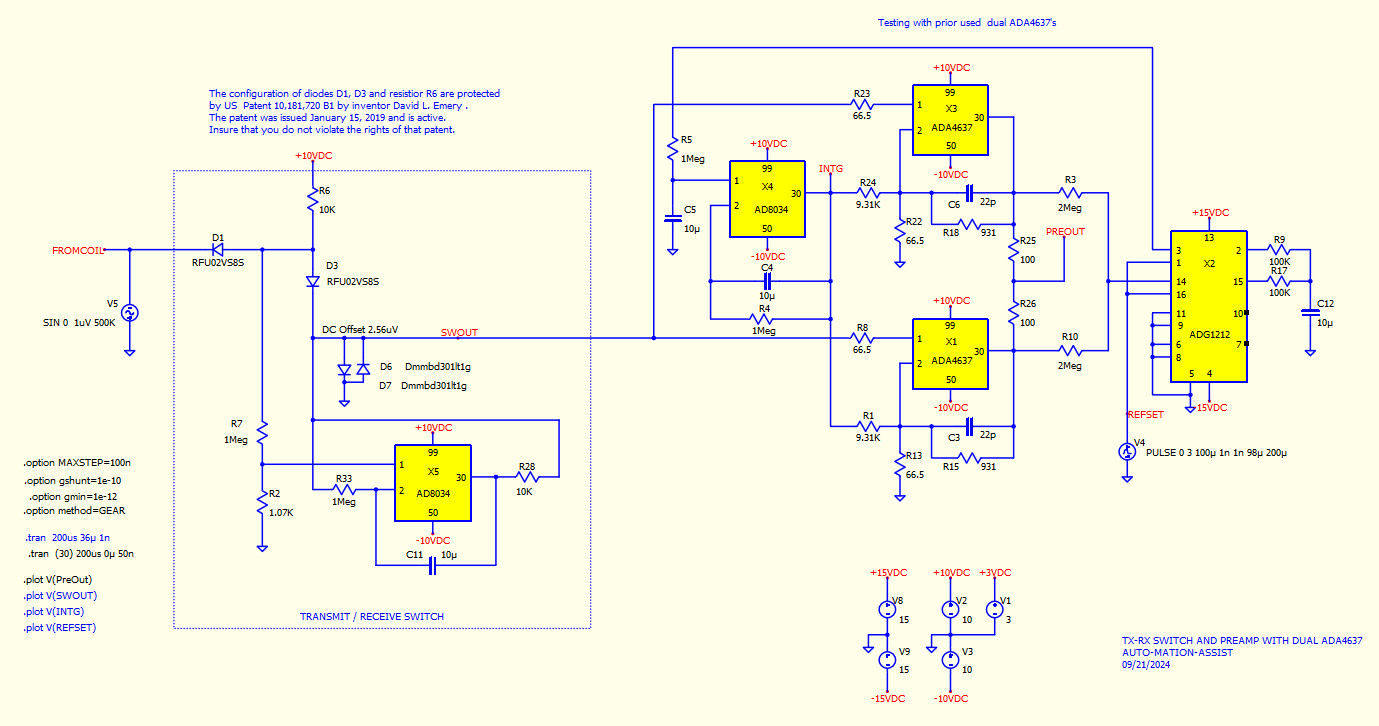 Testing with prior used dual ADA4637's
The configuration of diodes D1, D3 and resistior R6 are protected
by US Patent 10,181,720 B1 by inventor David L. Emery .
The patent was issued January 15, 2019 and is active.
Insure that you do not violate the rights of that patent.
+10VDC
R6
10K
FROMCOIL
D1
RFU02VS8S
D3
RFU02VS8S
V5
SIN 0 1uV 500K
DC Offset 2.56uV
SWOUT
D6 Dmmbd301lt1g
D7 Dmmbd301lt1g
R7
1Meg
R2
1.07K
+10VDC
99
1
X5
30
2
AD8034
50
-10VDC
R33
1Meg
R28
10K
C11
10µ
TRANSMIT / RECEIVE SWITCH
.option MAXSTEP=100n
.option gshunt=1e-10
.option gmin=1e-12
.option method=GEAR
.tran 200us 36µ 1n
.tran (30) 200us 0µ 50n
.plot V(PreOut)
.plot V(SWOUT)
.plot V(INTG)
.plot V(REFSET)
R5
1Meg
C5
10µ
+10VDC
99
1
X4
30
2
AD8034
50
-10VDC
C4
10µ
R4
1Meg
INTG
R23
66.5
+10VDC
99
1
X3
30
2
ADA4637
50
-10VDC
R24
9.31K
R22
66.5
C6
22p
R18
931
R25
100
PREOUT
R26
100
R3
2Meg
R8
66.5
+10VDC
99
1
X1
30
2
ADA4637
50
-10VDC
R10
2Meg
R1
9.31K
R13
66.5
C3
22p
R15
931
+15VDC
13
3
2
1
X2
14
15
16
11
10
9
ADG1212
6
7
8
5
4
15VDC
R9
100K
R17
100K
C12
10µ
REFSET
V4
PULSE 0 3 100µ 1n 1n 98µ 200µ
+15VDC
V8
15
V9
15
-15VDC
+10VDC
V2
10
V3
10
-10VDC
+3VDC
V1
3
TX-RX SWITCH AND PREAMP WITH DUAL ADA4637
AUTO-MATION-ASSIST
09/21/2024